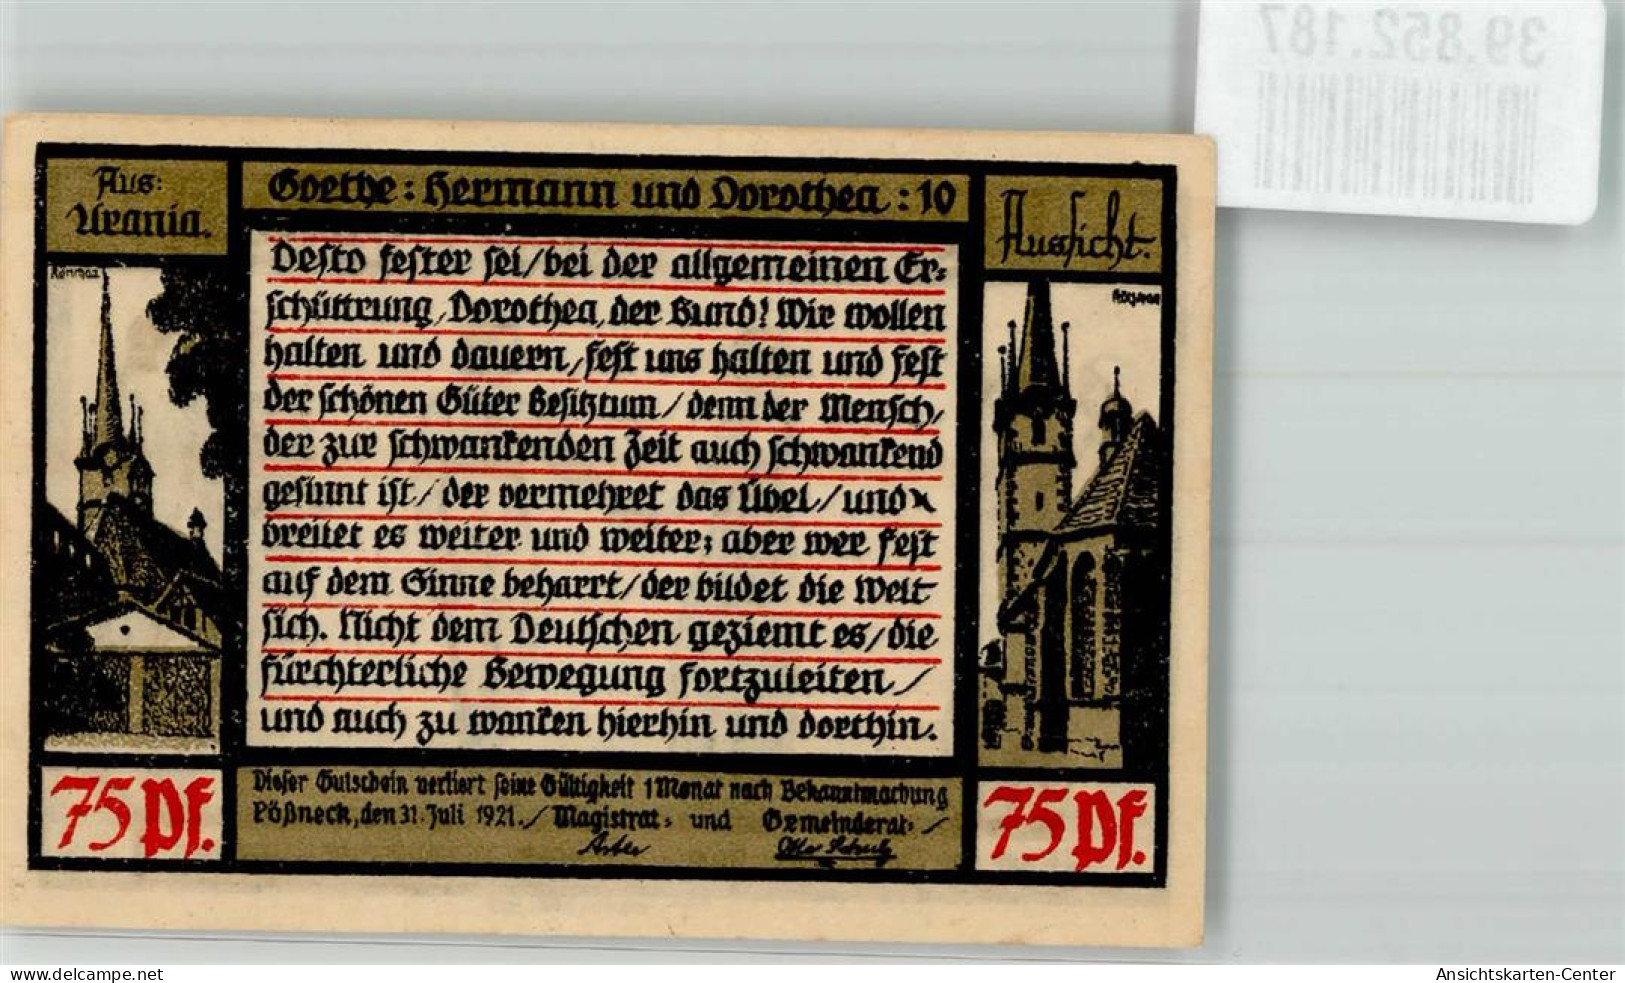 39.852.187
Aus:
Urania.
Goethe: Hermann und Dorothea: 10
Aussicht.
Desto fester sei/bei der allgemeinen Er-
schüttrung, Dorothea, der Bund! Wir wollen
halten und dauern, fest uns halten und fest
der schönen Güter Besitztum/denn der Mensch,
der zur schwankenden Zeit auch schwankend
gesinnt ist/der vermehret das Übel/und
breitet es weiter und weiter; aber wer fest
auf dem Sinne beharrt/der bildet die Welt
sich. Nicht dem Deutschen geziemt es/die
fürchterliche Bewegung fortzuleiten/
und auch zu wanken hierhin und dorthin.
75 Pf.
Dieser Gutschein verliert seine Gültigkeit 1 Monat nach Bekanntmachung
Pößneck, den 31. Juli 1921./ Magistrat- und Gemeinderat-/
75 Pf.
www.delcampe.net
Ansichtskarten-Center